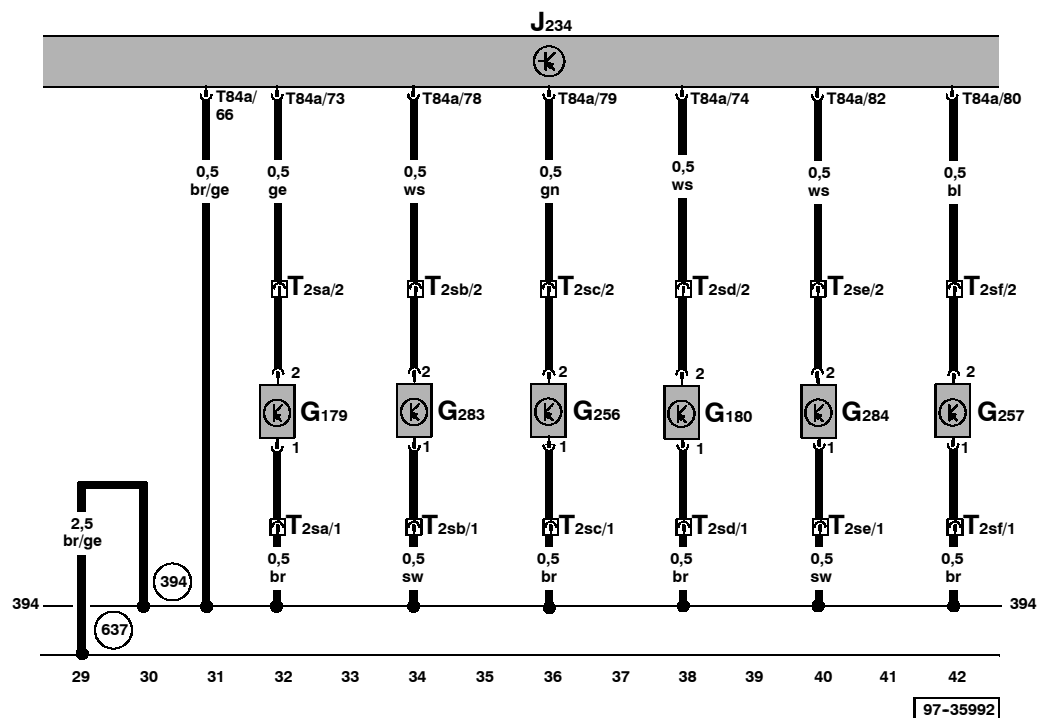 J234
T84a/
66
T84a/73
T84a/78
T84a/79
T84a/74
T84a/82
T84a/80
0,5
br/ge
0,5
ge
0,5
ws
0,5
gn
0,5
ws
0,5
ws
0,5
bl
T2sa/2
T2sb/2
T2sc/2
T2sd/2
T2se/2
T2sf/2
2
2
2
2
2
2
G179
G283
G256
G180
G284
G257
1
1
1
1
1
1
T2sa/1
T2sb/1
T2sc/1
T2sd/1
T2se/1
T2sf/1
2,5
br/ge
0,5
br
0,5
sw
0,5
br
0,5
br
0,5
sw
0,5
br
394
394
394
637
29 30 31 32 33 34 35 36 37 38 39 40 41 42
97-35992